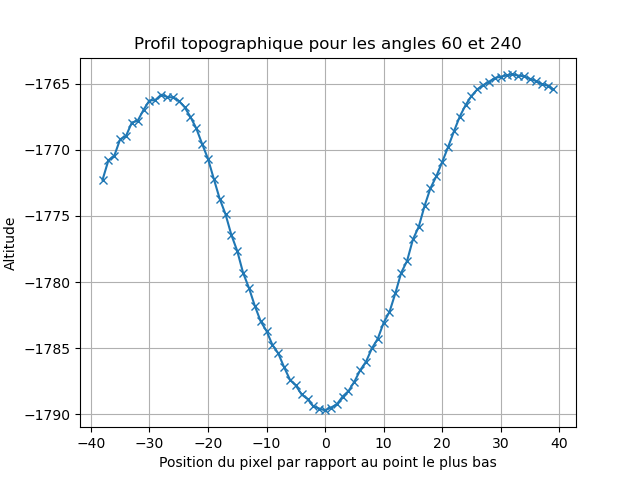 Profil topographique pour les angles 60 et 240
Altitude
−1765
−1770
−1775
−1780
−1785
−1790
−40 −30 −20 −10 0 10 20 30 40
Position du pixel par rapport au point le plus bas